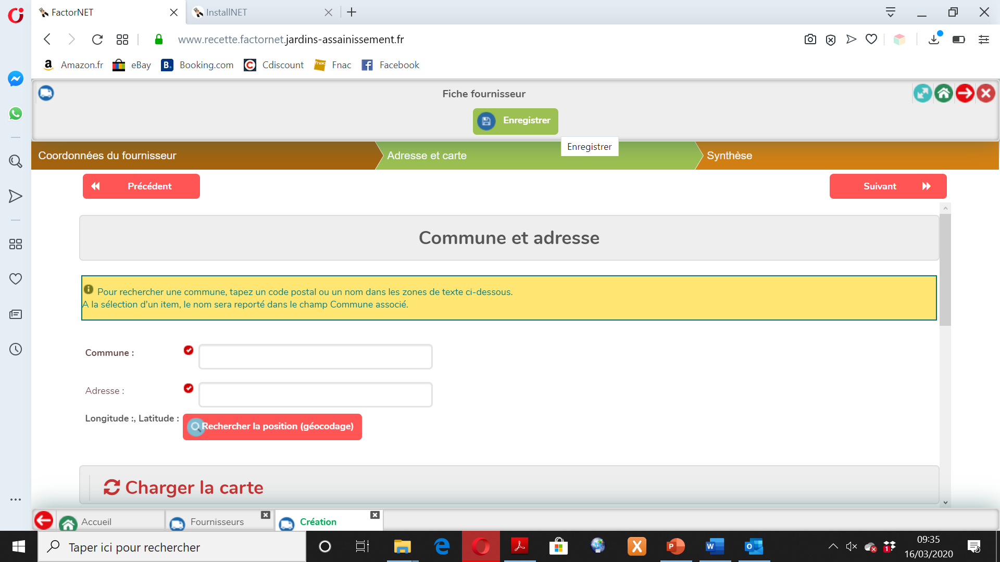 FactorNET
InstallNET
www.recette.factornet.jardins-assainissement.fr
Amazon.fr
eBay
Booking.com
Cdiscount
Fnac
Facebook
Fiche fournisseur
Enregistrer
Enregistrer
Coordonnées du fournisseur
Adresse et carte
Synthèse
Précédent
Suivant
Commune et adresse
Pour rechercher une commune, tapez un code postal ou un nom dans les zones de texte ci-dessous.
A la sélection d'un item, le nom sera reporté dans le champ Commune associé.
Commune :
Adresse :
Longitude :, Latitude :
Rechercher la position (géocodage)
Charger la carte
Accueil
Fournisseurs
Création
Taper ici pour rechercher
09:35
16/03/2020